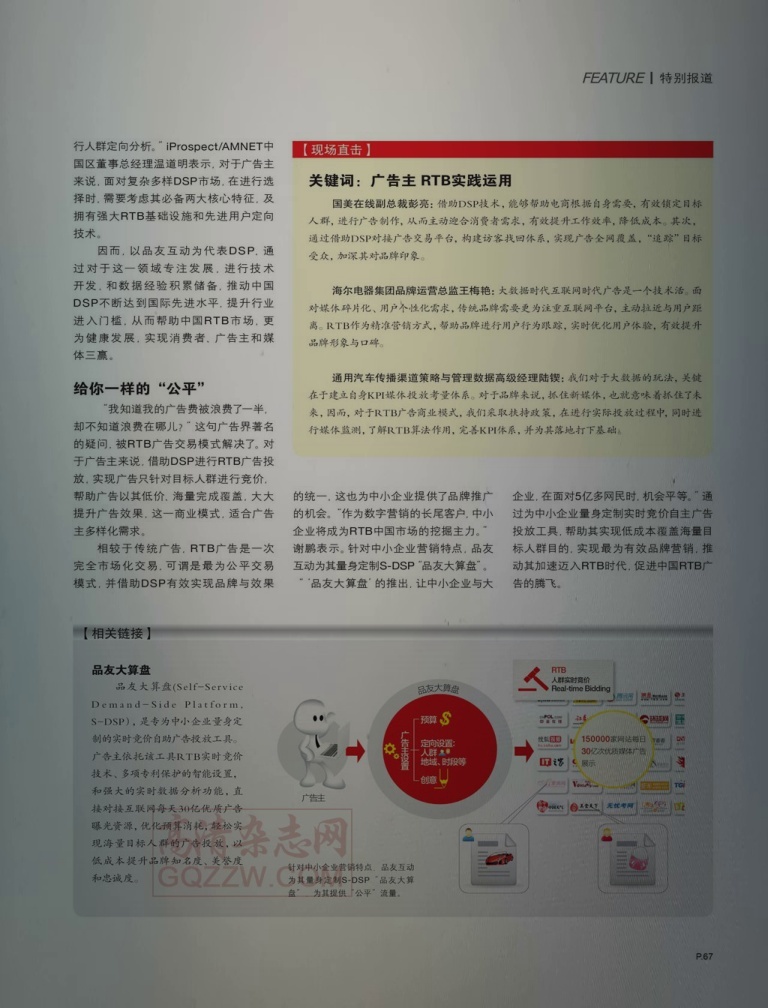 FEATURE | 特别报道
行人群定向分析。" iProspect/AMNET中
国区董事总经理温道明表示,对于广告主
来说,面对复杂多样DSP市场,在进行选
择时,需要考虑其必备两大核心特征,及
拥有强大RTB基础设施和先进用户定向
技术。
因而,以品友互动为代表DSP,通
过对于这一领域专注发展,进行技术
开发,和数据经验积累储备,推动中国
DSP不断达到国际先进水平,提升行业
进入门槛,从而帮助中国RTB市场,更
为健康发展,实现消费者、广告主和媒
体三赢。
给你一样的“公平”
“我知道我的广告费被浪费了一半,
却不知道浪费在哪儿?”这句广告界著名
的疑问,被RTB广告交易模式解决了。对
于广告主来说,借助DSP进行RTB广告投
放,实现广告只针对目标人群进行竞价,
帮助广告以其低价,海量完成覆盖,大大
提升广告效果,这一商业模式,适合广告
主多样化需求。
相较于传统广告,RTB广告是一次
完全市场化交易,可谓是最为公平交易
模式,并借助DSP有效实现品牌与效果
【现场直击】
关键词:广告主 RTB实践运用
国美在线副总裁彭亮:借助DSP技术,能够帮助电商根据自身需要,有效锁定目标
人群,进行广告制作,从而主动迎合消费者需求,有效提升工作效率,降低成本。其次,
通过借助DSP对接广告交易平台,构建访客找回体系,实现广告全网覆盖,“追踪”目标
受众,加深其对品牌印象。
海尔电器集团品牌运营总监王梅艳:大数据时代互联网时代广告是一个技术活。面
对媒体碎片化、用户个性化需求,传统品牌需要更为注重互联网平台,主动拉近与用户距
离。RTB作为精准营销方式,帮助品牌进行用户行为跟踪,实时优化用户体验,有效提升
品牌形象与口碑。
通用汽车传播渠道策略与管理数据高级经理陆锲:我们对于大数据的玩法,关键
在于建立自身KPI媒体投放考量体系。对于品牌来说,抓住新媒体,也就意味着抓住了未
来,因而,对于RTB广告商业模式,我们采取扶持政策,在进行实际投放过程中,同时进
行媒体监测,了解RTB算法作用,完善KPI体系,并为其落地打下基础。
的统一,这也为中小企业提供了品牌推广
的机会。“作为数字营销的长尾客户,中小
企业将成为RTB中国市场的挖掘主力。”
谢鹏表示。针对中小企业营销特点,品友
互动为其量身定制S-DSP“品友大算盘”。
“‘品友大算盘’的推出,让中小企业与大
企业,在面对5亿多网民时,机会平等。”通
过为中小企业量身定制实时竞价自主广告
投放工具,帮助其实现低成本覆盖海量目
标人群目的,实现最为有效品牌营销,推
动其加速迈入RTB时代,促进中国RTB广
告的腾飞。
【相关链接】
品友大算盘
品友大算盘(Self-Service
Demand-Side Platform,
S-DSP),是专为中小企业量身定
制的实时竞价自助广告投放工具。
广告主依托该工具RTB实时竞价
技术、多项专利保护的智能设置,
和强大的实时数据分析功能,直
接对接互联网每天30亿优质广告
曝光资源,优化预算消耗,轻松实
现海量目标人群的广告投放,以
低成本提升品牌知名度、美誉度
和忠诚度。
广告主
品友大算盘
广告主设置
预算
定向设置:
人群
地域、时段等
创意
RTB
人群实时竞价
Real-time Bidding
150000家网站每日
30亿次优质媒体广告
展示
针对中小企业营销特点,品友互动
为其量身定制S-DSP“品友大算
盘”,为其提供“公平”流量。
杂志网
GQZZW.COM
P.67